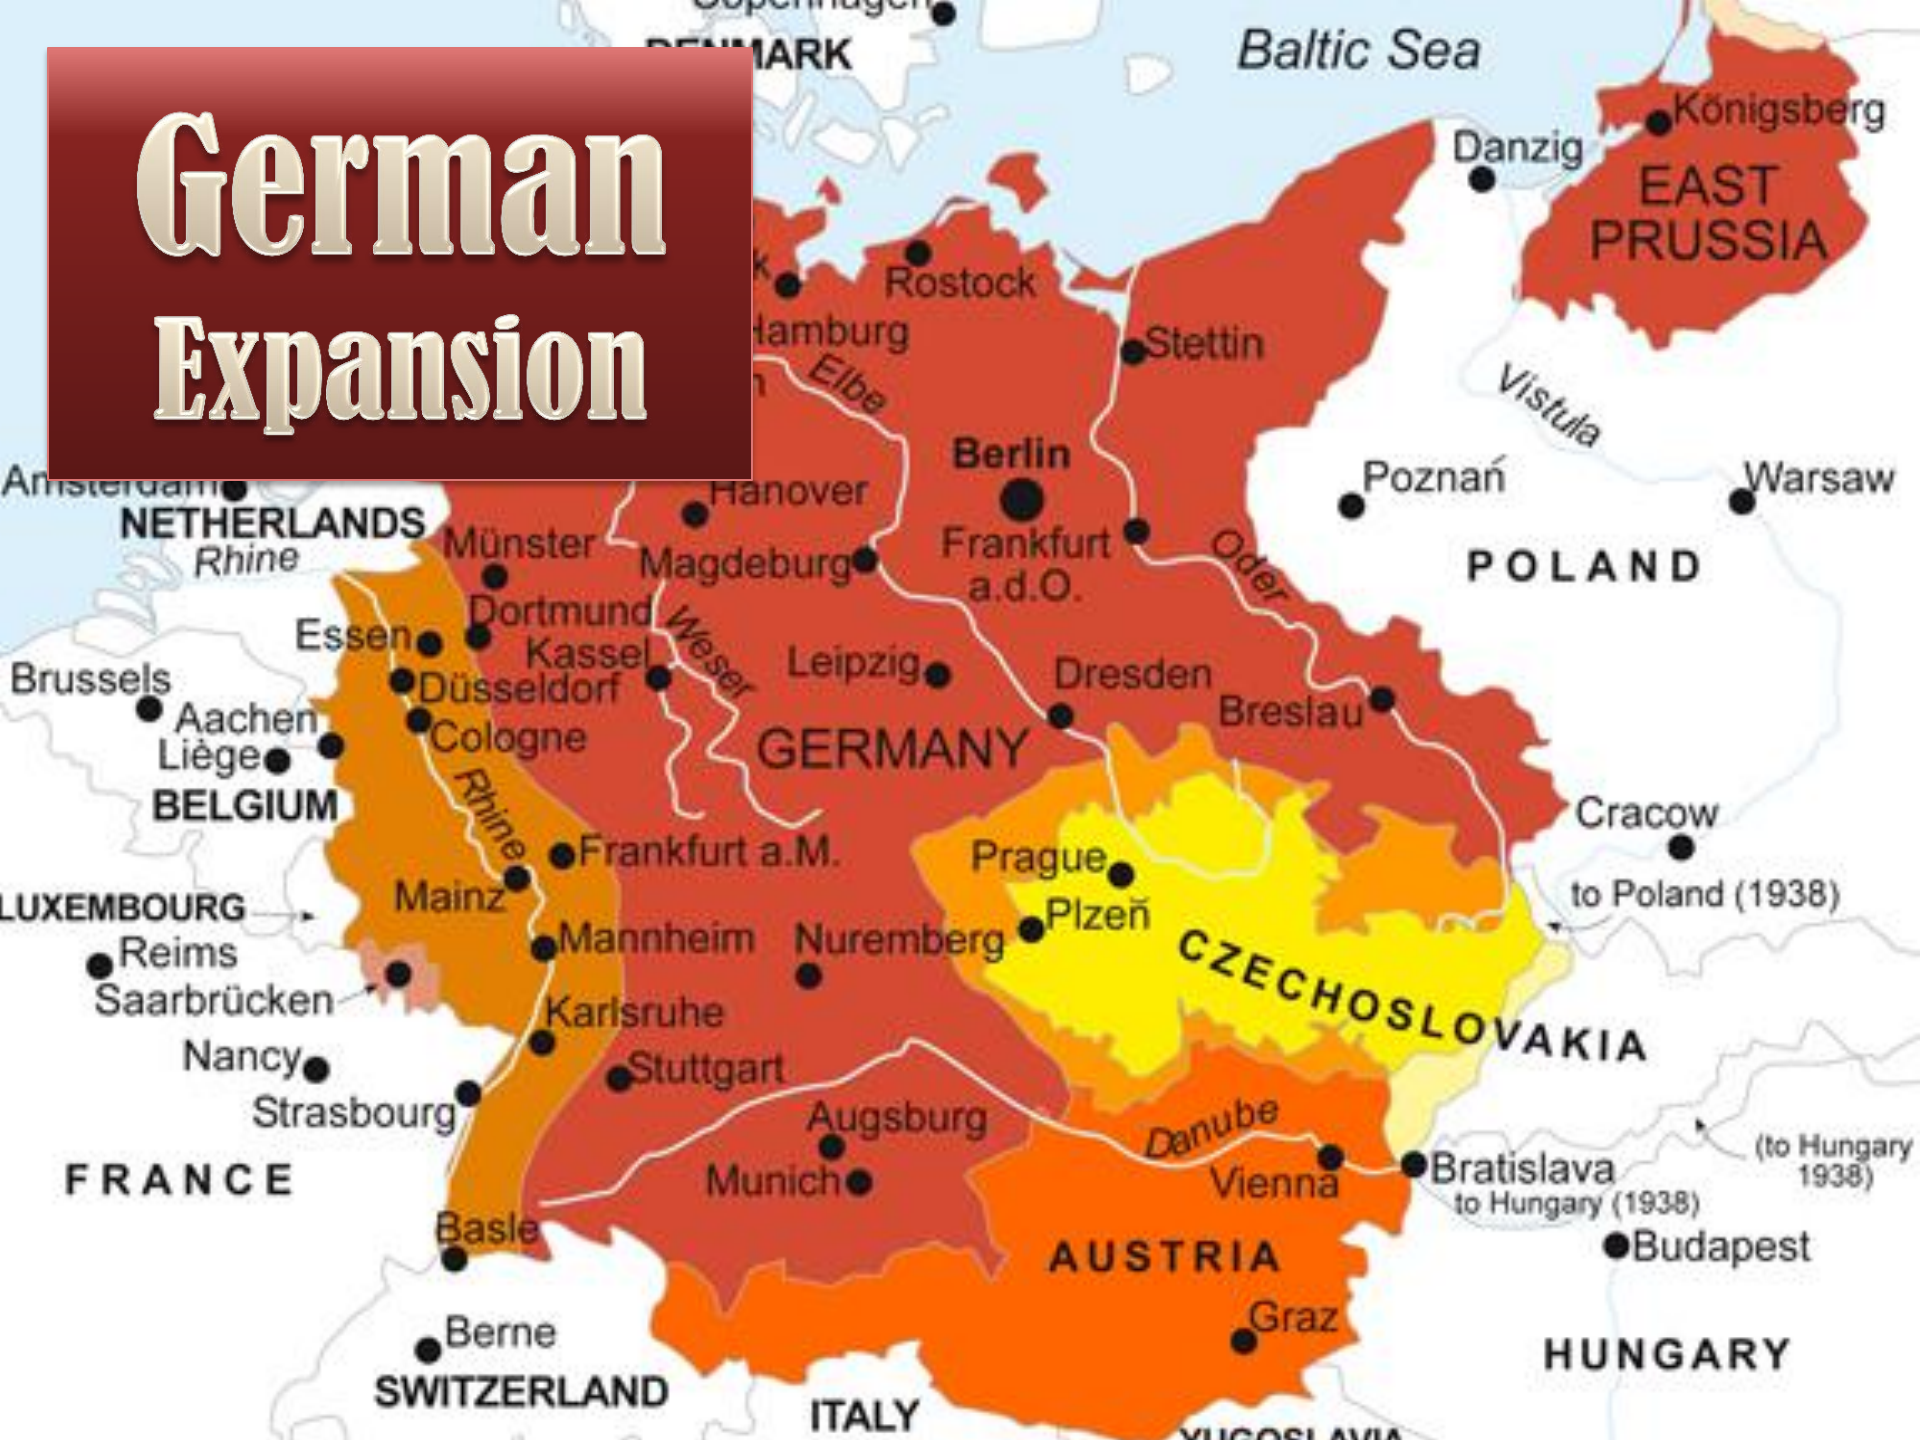 German
Expansion
DENMARK
Baltic Sea
Königsberg
Danzig
EAST
PRUSSIA
Rostock
Hamburg
Elbe
Stettin
Vistula
Berlin
Poznań
Warsaw
Amsterdam
Hanover
NETHERLANDS
Rhine
Münster
Magdeburg
Frankfurt
a.d.O.
Oder
POLAND
Essen
Dortmund
Kassel
Weser
Leipzig
Dresden
Brussels
Düsseldorf
Breslau
Aachen
Cologne
Liège
GERMANY
BELGIUM
Rhine
Cracow
Frankfurt a.M.
Prague
Mainz
to Poland (1938)
LUXEMBOURG
Plzeň
Reims
Mannheim
Nuremberg
CZECHOSLOVAKIA
Saarbrücken
Karlsruhe
Nancy
Stuttgart
Strasbourg
Augsburg
Danube
(to Hungary
1938)
FRANCE
Munich
Vienna
Bratislava
to Hungary (1938)
Basle
AUSTRIA
Budapest
Graz
Berne
HUNGARY
SWITZERLAND
ITALY
YUGOSLAVIA